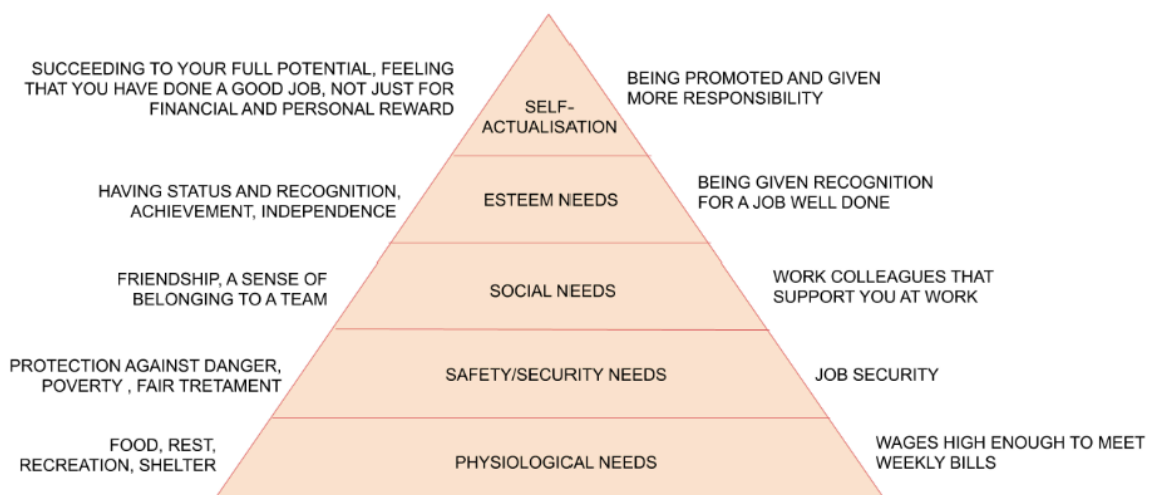 SUCCEEDING TO YOUR FULL POTENTIAL, FEELING
THAT YOU HAVE DONE A GOOD JOB, NOT JUST FOR
FINANCIAL AND PERSONAL REWARD
SELF-
ACTUALISATION
BEING PROMOTED AND GIVEN
MORE RESPONSIBILITY
HAVING STATUS AND RECOGNITION,
ACHIEVEMENT, INDEPENDENCE
ESTEEM NEEDS
BEING GIVEN RECOGNITION
FOR A JOB WELL DONE
FRIENDSHIP, A SENSE OF
BELONGING TO A TEAM
SOCIAL NEEDS
WORK COLLEAGUES THAT
SUPPORT YOU AT WORK
PROTECTION AGAINST DANGER,
POVERTY , FAIR TRETAMENT
SAFETY/SECURITY NEEDS
JOB SECURITY
FOOD, REST,
RECREATION, SHELTER
PHYSIOLOGICAL NEEDS
WAGES HIGH ENOUGH TO MEET
WEEKLY BILLS